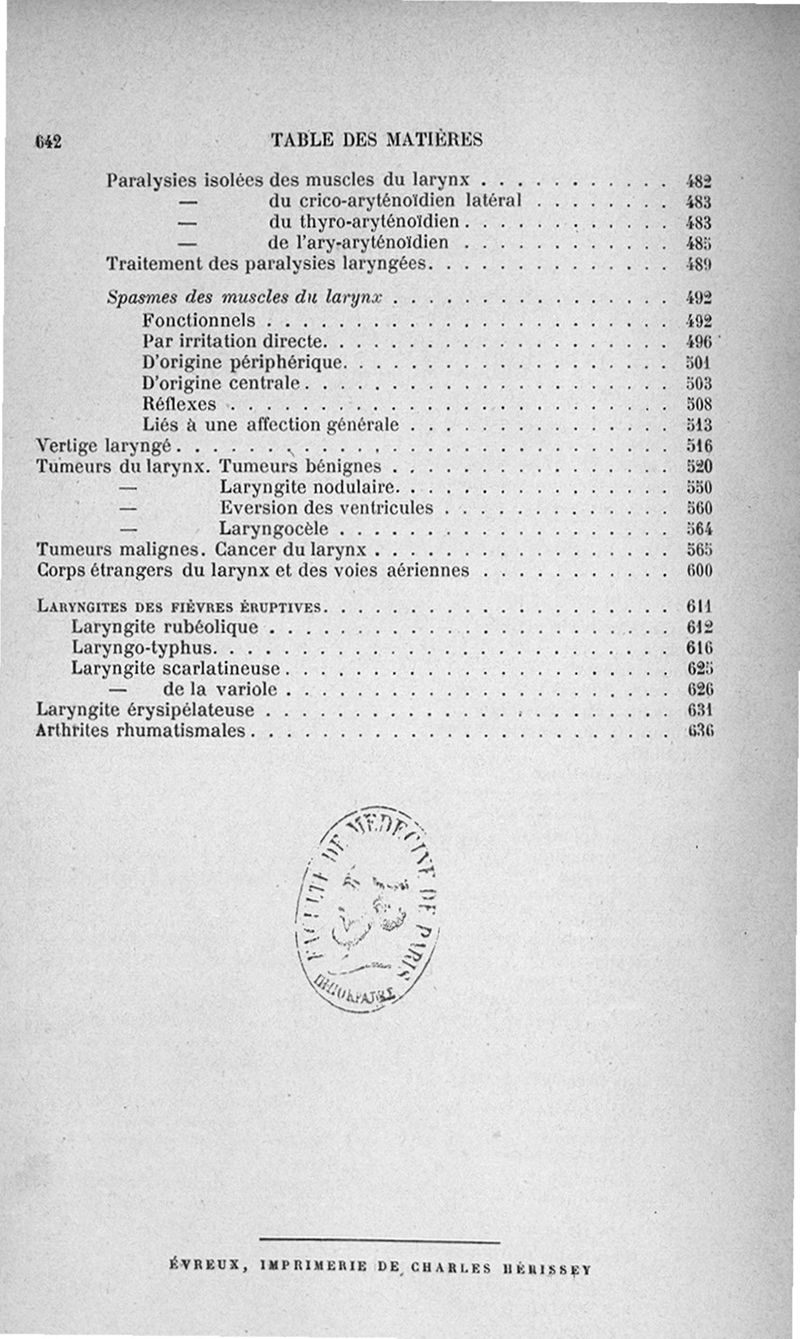 642 TABLE DES MATIÈRES
Paralysies isolées des muscles du larynx . . . . . . . . . . . 482
— du crico-aryténoïdien latéral . . . . . . . . 483
— du thyro-aryténoïdien . . . . . . . . . . . 483
— de l'ary-aryténoïdien . . . . . . . . . . . 485
Traitement des paralysies laryngées. . . . . . . . . . . . . . 489
Spasmes des muscles du larynx . . . . . . . . . . . . . . . 492
Fonctionnels . . . . . . . . . . . . . . . . . . . . . . 492
Par irritation directe. . . . . . . . . . . . . . . . . . . 496
D'origine périphérique. . . . . . . . . . . . . . . . . . 501
D'origine centrale. . . . . . . . . . . . . . . . . . . . 503
Réflexes . . . . . . . . . . . . . . . . . . . . . . . . 508
Liés à une affection générale . . . . . . . . . . . . . . 513
Vertige laryngé. . . . . . . . . . . . . . . . . . . . . . . . 516
Tumeurs du larynx. Tumeurs bénignes . . . . . . . . . . . . 520
— Laryngite nodulaire. . . . . . . . . . . . 550
— Eversion des ventricules . . . . . . . . . . 560
— Laryngocèle . . . . . . . . . . . . . . . 564
Tumeurs malignes. Cancer du larynx . . . . . . . . . . . . . 565
Corps étrangers du larynx et des voies aériennes . . . . . . . . 600
LARYNGITES DES FIÈVRES ÉRUPTIVES. . . . . . . . . . . . . . . . 611
Laryngite rubéolique . . . . . . . . . . . . . . . . . . . . 612
Laryngo-typhus. . . . . . . . . . . . . . . . . . . . . . . 616
Laryngite scarlatineuse. . . . . . . . . . . . . . . . . . . 625
— de la variole . . . . . . . . . . . . . . . . . . . 626
Laryngite érysipélateuse . . . . . . . . . . . . . . . . . . . 631
Arthrites rhumatismales. . . . . . . . . . . . . . . . . . . . 636
FACULTÉ DE MEDECINE DE PARIS
ÉVREUX, IMPRIMERIE DE CHARLES HÉRISSEY